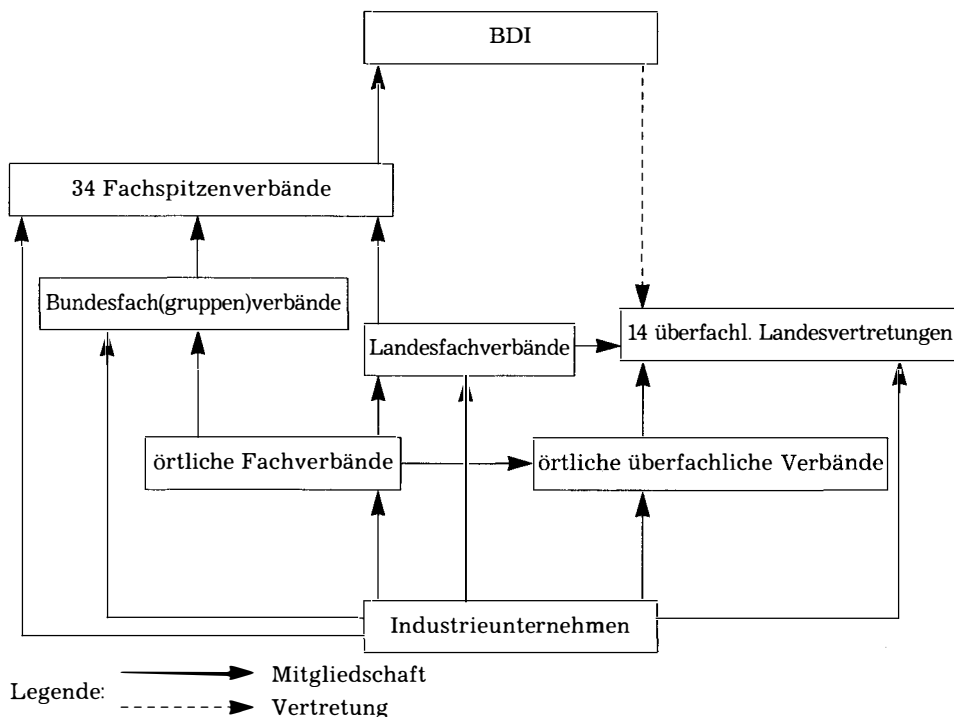 BDI
34 Fachspitzenverbände
Bundesfach(gruppen)verbände
Landesfachverbände
14 überfachl. Landesvertretungen
örtliche Fachverbände
örtliche überfachliche Verbände
Industrieunternehmen
Legende:
Mitgliedschaft
Vertretung